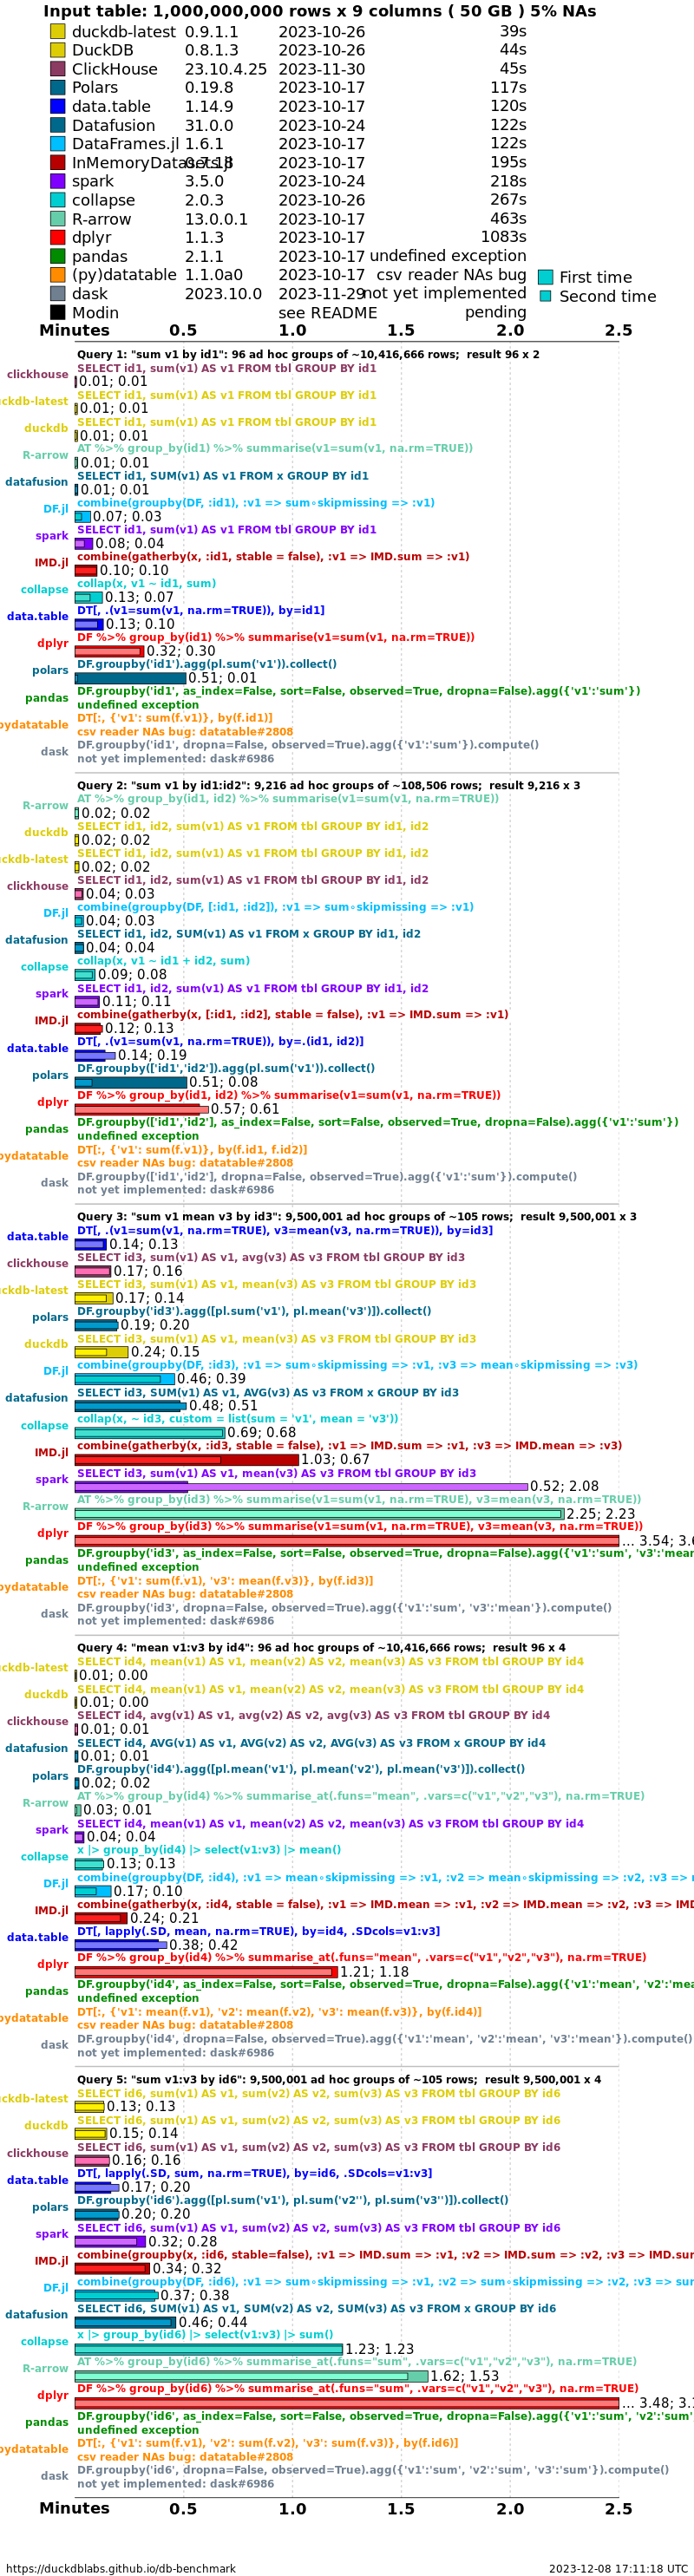 Input table: 1,000,000,000 rows x 9 columns ( 50 GB ) 5% NAs
duckdb-latest 0.9.1.1 2023-10-26 39s
DuckDB 0.8.1.3 2023-10-26 44s
ClickHouse 23.10.4.25 2023-11-30 45s
Polars 0.19.8 2023-10-17 117s
data.table 1.14.9 2023-10-17 120s
Datafusion 31.0.0 2023-10-24 122s
DataFrames.jl 1.6.1 2023-10-17 122s
InMemoryDatasets.jl 0.7.18 2023-10-17 195s
spark 3.5.0 2023-10-24 218s
collapse 2.0.3 2023-10-26 267s
R-arrow 13.0.0.1 2023-10-17 463s
dplyr 1.1.3 2023-10-17 1083s
pandas 2.1.1 2023-10-17 undefined exception
(py)datatable 1.1.0a0 2023-10-17 csv reader NAs bug
dask 2023.10.0 2023-11-29 not yet implemented
Modin see README pending
First time
Second time
Minutes 0.5 1.0 1.5 2.0 2.5
Query 1: "sum v1 by id1": 96 ad hoc groups of ~10,416,666 rows; result 96 x 2
clickhouse SELECT id1, sum(v1) AS v1 FROM tbl GROUP BY id1
0.01; 0.01
uckdb-latest SELECT id1, sum(v1) AS v1 FROM tbl GROUP BY id1
0.01; 0.01
duckdb SELECT id1, sum(v1) AS v1 FROM tbl GROUP BY id1
0.01; 0.01
R-arrow AT %>% group_by(id1) %>% summarise(v1=sum(v1, na.rm=TRUE))
0.01; 0.01
datafusion SELECT id1, SUM(v1) AS v1 FROM x GROUP BY id1
0.01; 0.01
DF.jl combine(groupby(DF, :id1), :v1 => sum∘skipmissing => :v1)
0.07; 0.03
spark SELECT id1, sum(v1) AS v1 FROM tbl GROUP BY id1
0.08; 0.04
IMD.jl combine(gatherby(x, :id1, stable = false), :v1 => IMD.sum => :v1)
0.10; 0.10
collapse collap(x, v1 ~ id1, sum)
0.13; 0.07
data.table DT[, .(v1=sum(v1, na.rm=TRUE)), by=id1]
0.13; 0.10
dplyr DF %>% group_by(id1) %>% summarise(v1=sum(v1, na.rm=TRUE))
0.32; 0.30
polars DF.groupby('id1').agg(pl.sum('v1')).collect()
0.51; 0.01
pandas DF.groupby('id1', as_index=False, sort=False, observed=True, dropna=False).agg({'v1':'sum'})
undefined exception
pydatatable DT[:, {'v1': sum(f.v1)}, by(f.id1)]
csv reader NAs bug: datatable#2808
dask DF.groupby('id1', dropna=False, observed=True).agg({'v1':'sum'}).compute()
not yet implemented: dask#6986
Query 2: "sum v1 by id1:id2": 9,216 ad hoc groups of ~108,506 rows; result 9,216 x 3
R-arrow AT %>% group_by(id1, id2) %>% summarise(v1=sum(v1, na.rm=TRUE))
0.02; 0.02
duckdb SELECT id1, id2, sum(v1) AS v1 FROM tbl GROUP BY id1, id2
0.02; 0.02
uckdb-latest SELECT id1, id2, sum(v1) AS v1 FROM tbl GROUP BY id1, id2
0.02; 0.02
clickhouse SELECT id1, id2, sum(v1) AS v1 FROM tbl GROUP BY id1, id2
0.04; 0.03
DF.jl combine(groupby(DF, [:id1, :id2]), :v1 => sum∘skipmissing => :v1)
0.04; 0.03
datafusion SELECT id1, id2, SUM(v1) AS v1 FROM x GROUP BY id1, id2
0.04; 0.04
collapse collap(x, v1 ~ id1 + id2, sum)
0.09; 0.08
spark SELECT id1, id2, sum(v1) AS v1 FROM tbl GROUP BY id1, id2
0.11; 0.11
IMD.jl combine(gatherby(x, [:id1, :id2], stable = false), :v1 => IMD.sum => :v1)
0.12; 0.13
data.table DT[, .(v1=sum(v1, na.rm=TRUE)), by=.(id1, id2)]
0.14; 0.19
polars DF.groupby(['id1','id2']).agg(pl.sum('v1')).collect()
0.51; 0.08
dplyr DF %>% group_by(id1, id2) %>% summarise(v1=sum(v1, na.rm=TRUE))
0.57; 0.61
pandas DF.groupby(['id1','id2'], as_index=False, sort=False, observed=True, dropna=False).agg({'v1':'sum'})
undefined exception
pydatatable DT[:, {'v1': sum(f.v1)}, by(f.id1, f.id2)]
csv reader NAs bug: datatable#2808
dask DF.groupby(['id1','id2'], dropna=False, observed=True).agg({'v1':'sum'}).compute()
not yet implemented: dask#6986
Query 3: "sum v1 mean v3 by id3": 9,500,001 ad hoc groups of ~105 rows; result 9,500,001 x 3
data.table DT[, .(v1=sum(v1, na.rm=TRUE), v3=mean(v3, na.rm=TRUE)), by=id3]
0.14; 0.13
clickhouse SELECT id3, sum(v1) AS v1, avg(v3) AS v3 FROM tbl GROUP BY id3
0.17; 0.16
uckdb-latest SELECT id3, sum(v1) AS v1, mean(v3) AS v3 FROM tbl GROUP BY id3
0.17; 0.14
polars DF.groupby('id3').agg([pl.sum('v1'), pl.mean('v3')]).collect()
0.19; 0.20
duckdb SELECT id3, sum(v1) AS v1, mean(v3) AS v3 FROM tbl GROUP BY id3
0.24; 0.15
DF.jl combine(groupby(DF, :id3), :v1 => sum∘skipmissing => :v1, :v3 => mean∘skipmissing => :v3)
0.46; 0.39
datafusion SELECT id3, SUM(v1) AS v1, AVG(v3) AS v3 FROM x GROUP BY id3
0.48; 0.51
collapse collap(x, ~ id3, custom = list(sum = 'v1', mean = 'v3'))
0.69; 0.68
IMD.jl combine(gatherby(x, :id3, stable = false), :v1 => IMD.sum => :v1, :v3 => IMD.mean => :v3)
1.03; 0.67
spark SELECT id3, sum(v1) AS v1, mean(v3) AS v3 FROM tbl GROUP BY id3
0.52; 2.08
R-arrow AT %>% group_by(id3) %>% summarise(v1=sum(v1, na.rm=TRUE), v3=mean(v3, na.rm=TRUE))
2.25; 2.23
dplyr DF %>% group_by(id3) %>% summarise(v1=sum(v1, na.rm=TRUE), v3=mean(v3, na.rm=TRUE))
... 3.54; 3.6
pandas DF.groupby('id3', as_index=False, sort=False, observed=True, dropna=False).agg({'v1':'sum', 'v3':'mean
undefined exception
pydatatable DT[:, {'v1': sum(f.v1), 'v3': mean(f.v3)}, by(f.id3)]
csv reader NAs bug: datatable#2808
dask DF.groupby('id3', dropna=False, observed=True).agg({'v1':'sum', 'v3':'mean'}).compute()
not yet implemented: dask#6986
Query 4: "mean v1:v3 by id4": 96 ad hoc groups of ~10,416,666 rows; result 96 x 4
uckdb-latest SELECT id4, mean(v1) AS v1, mean(v2) AS v2, mean(v3) AS v3 FROM tbl GROUP BY id4
0.01; 0.00
duckdb SELECT id4, mean(v1) AS v1, mean(v2) AS v2, mean(v3) AS v3 FROM tbl GROUP BY id4
0.01; 0.00
clickhouse SELECT id4, avg(v1) AS v1, avg(v2) AS v2, avg(v3) AS v3 FROM tbl GROUP BY id4
0.01; 0.01
datafusion SELECT id4, AVG(v1) AS v1, AVG(v2) AS v2, AVG(v3) AS v3 FROM x GROUP BY id4
0.01; 0.01
polars DF.groupby('id4').agg([pl.mean('v1'), pl.mean('v2'), pl.mean('v3')]).collect()
0.02; 0.02
R-arrow AT %>% group_by(id4) %>% summarise_at(.funs="mean", .vars=c("v1","v2","v3"), na.rm=TRUE)
0.03; 0.01
spark SELECT id4, mean(v1) AS v1, mean(v2) AS v2, mean(v3) AS v3 FROM tbl GROUP BY id4
0.04; 0.04
collapse x |> group_by(id4) |> select(v1:v3) |> mean()
0.13; 0.13
DF.jl combine(groupby(DF, :id4), :v1 => mean∘skipmissing => :v1, :v2 => mean∘skipmissing => :v2, :v3 => m
0.17; 0.10
IMD.jl combine(gatherby(x, :id4, stable = false), :v1 => IMD.mean => :v1, :v2 => IMD.mean => :v2, :v3 => IMD
0.24; 0.21
data.table DT[, lapply(.SD, mean, na.rm=TRUE), by=id4, .SDcols=v1:v3]
0.38; 0.42
dplyr DF %>% group_by(id4) %>% summarise_at(.funs="mean", .vars=c("v1","v2","v3"), na.rm=TRUE)
1.21; 1.18
pandas DF.groupby('id4', as_index=False, sort=False, observed=True, dropna=False).agg({'v1':'mean', 'v2':'mea
undefined exception
pydatatable DT[:, {'v1': mean(f.v1), 'v2': mean(f.v2), 'v3': mean(f.v3)}, by(f.id4)]
csv reader NAs bug: datatable#2808
dask DF.groupby('id4', dropna=False, observed=True).agg({'v1':'mean', 'v2':'mean', 'v3':'mean'}).compute()
not yet implemented: dask#6986
Query 5: "sum v1:v3 by id6": 9,500,001 ad hoc groups of ~105 rows; result 9,500,001 x 4
uckdb-latest SELECT id6, sum(v1) AS v1, sum(v2) AS v2, sum(v3) AS v3 FROM tbl GROUP BY id6
0.13; 0.13
duckdb SELECT id6, sum(v1) AS v1, sum(v2) AS v2, sum(v3) AS v3 FROM tbl GROUP BY id6
0.15; 0.14
clickhouse SELECT id6, sum(v1) AS v1, sum(v2) AS v2, sum(v3) AS v3 FROM tbl GROUP BY id6
0.16; 0.16
data.table DT[, lapply(.SD, sum, na.rm=TRUE), by=id6, .SDcols=v1:v3]
0.17; 0.20
polars DF.groupby('id6').agg([pl.sum('v1'), pl.sum('v2''), pl.sum('v3'')]).collect()
0.20; 0.20
spark SELECT id6, sum(v1) AS v1, sum(v2) AS v2, sum(v3) AS v3 FROM tbl GROUP BY id6
0.32; 0.28
IMD.jl combine(groupby(x, :id6, stable=false), :v1 => IMD.sum => :v1, :v2 => IMD.sum => :v2, :v3 => IMD.sum
0.34; 0.32
DF.jl combine(groupby(DF, :id6), :v1 => sum∘skipmissing => :v1, :v2 => sum∘skipmissing => :v2, :v3 => sum
0.37; 0.38
datafusion SELECT id6, SUM(v1) AS v1, SUM(v2) AS v2, SUM(v3) AS v3 FROM x GROUP BY id6
0.46; 0.44
collapse x |> group_by(id6) |> select(v1:v3) |> sum()
1.23; 1.23
R-arrow AT %>% group_by(id6) %>% summarise_at(.funs="sum", .vars=c("v1","v2","v3"), na.rm=TRUE)
1.62; 1.53
dplyr DF %>% group_by(id6) %>% summarise_at(.funs="sum", .vars=c("v1","v2","v3"), na.rm=TRUE)
... 3.48; 3.
pandas DF.groupby('id6', as_index=False, sort=False, observed=True, dropna=False).agg({'v1':'sum', 'v2':'sum'
undefined exception
pydatatable DT[:, {'v1': sum(f.v1), 'v2': sum(f.v2), 'v3': sum(f.v3)}, by(f.id6)]
csv reader NAs bug: datatable#2808
dask DF.groupby('id6', dropna=False, observed=True).agg({'v1':'sum', 'v2':'sum', 'v3':'sum'}).compute()
not yet implemented: dask#6986
Minutes 0.5 1.0 1.5 2.0 2.5
https://duckdblabs.github.io/db-benchmark 2023-12-08 17:11:18 UTC